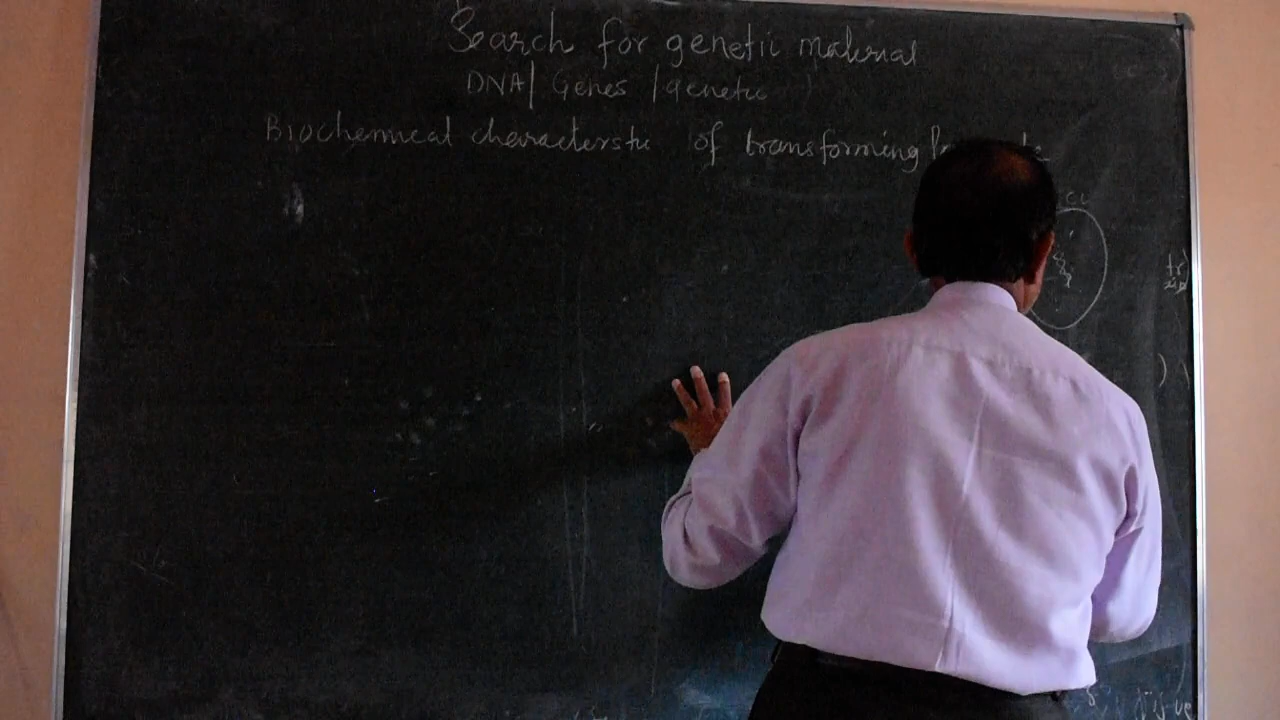 Search for genetic material
DNA/ Genes /genetic
Biochemical characterstic of transforming